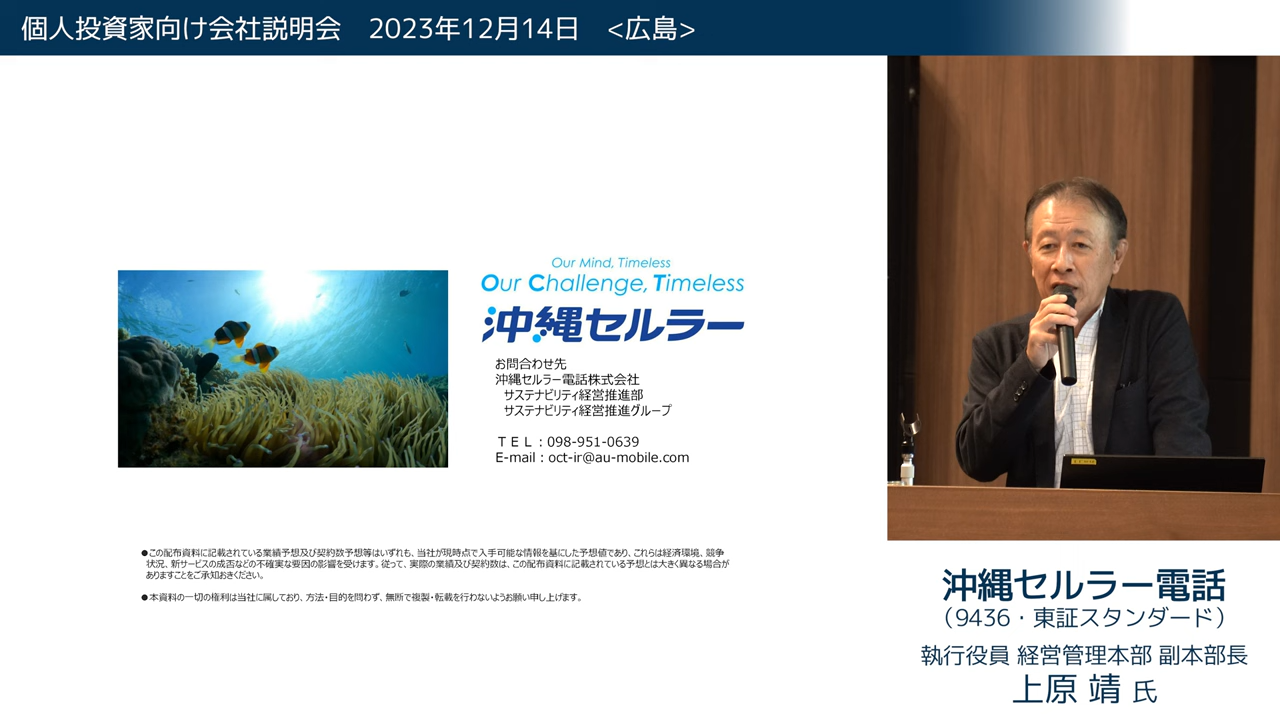 個人投資家向け会社説明会　2023年12月14日　<広島>
Our Mind, Timeless
Our Challenge, Timeless
沖縄セルラー
お問合わせ先
沖縄セルラー電話株式会社
サステナビリティ経営推進部
サステナビリティ経営推進グループ
ＴＥＬ：098-951-0639
E-mail：oct-ir@au-mobile.com
●この配布資料に記載されている業績予想及び契約数予想等はいずれも、当社が現時点で入手可能な情報を基にした予想値であり、これらは経済環境、競争
状況、新サービスの成否などの不確実な要因の影響を受けます。従って、実際の業績及び契約数は、この配布資料に記載されている予想とは大きく異なる場合が
ありますことをご承知おきください。
●本資料の一切の権利は当社に属しており、方法・目的を問わず、無断で複製・転載を行わないようお願い申し上げます。
沖縄セルラー電話
（9436・東証スタンダード）
執行役員 経営管理本部 副本部長
上原 靖 氏